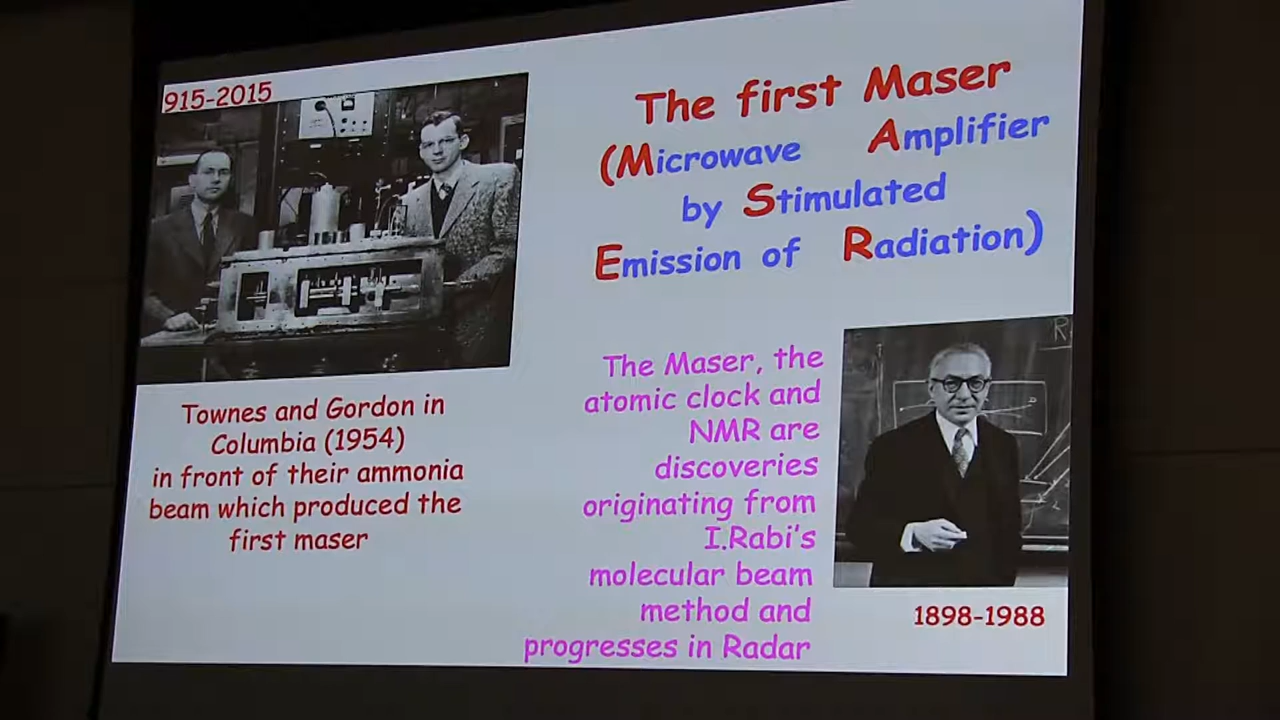 915-2015
The first Maser
(Microwave Amplifier
by Stimulated
Emission of Radiation)
Townes and Gordon in
Columbia (1954)
in front of their ammonia
beam which produced the
first maser
The Maser, the
atomic clock and
NMR are
discoveries
originating from
I.Rabi's
molecular beam
method and
progresses in Radar
1898-1988